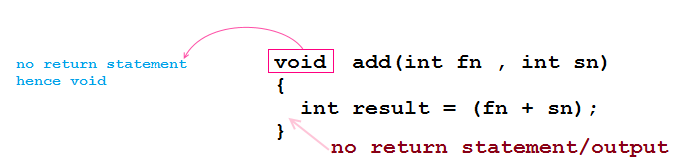 no return statement
hence void
void add(int fn , int sn)
{
int result = (fn + sn);
}
no return statement/output